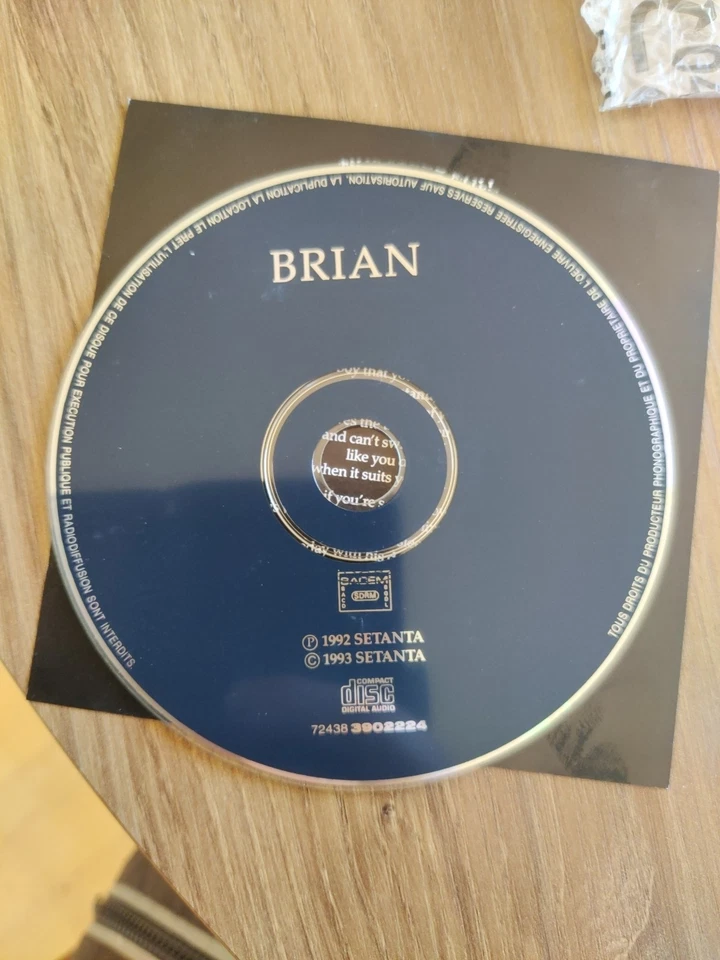 BRIAN
TOUS DROITS DU PRODUCTEUR PHONOGRAPHIQUE ET DU PROPRIETAIRE DE L'OEUVRE ENREGISTREE RESERVES SAUF AUTORISATION, LA DUPLICATION LA LOCATION LE PRET L'UTILISATION DE CE DISQUE POUR EXECUTION PUBLIQUE ET RADIODIFFUSION SONT INTERDITS.
and can't
like you
when it suits
if you're
SACEM
SACD SDRM SGDL
Ⓟ 1992 SETANTA
© 1993 SETANTA
COMPACT
disc
DIGITAL AUDIO
72438 3902224